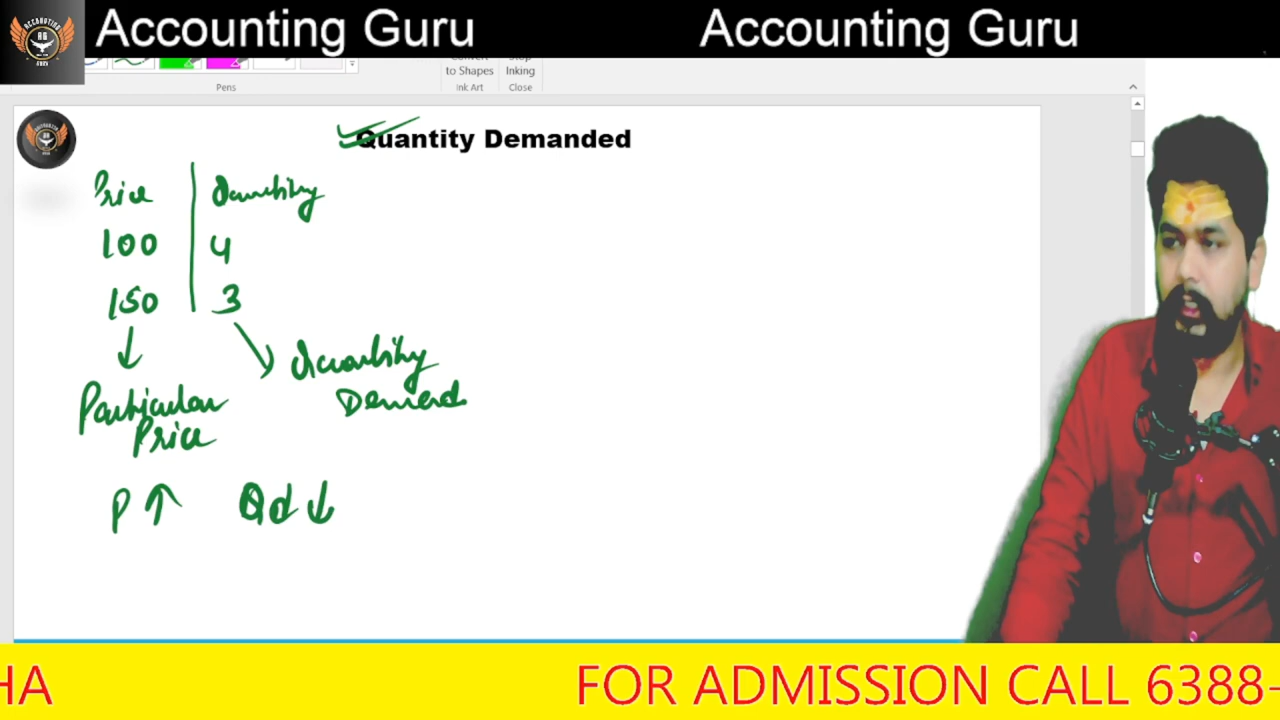 Accounting Guru
Accounting Guru
to Shapes
Inking
Pens
Ink Art
Close
Quantity Demanded
Price Quantity
100 4
150 3
Quantity
Demand
Particular
Price
P ↑ Qd ↓
HA FOR ADMISSION CALL 6388-